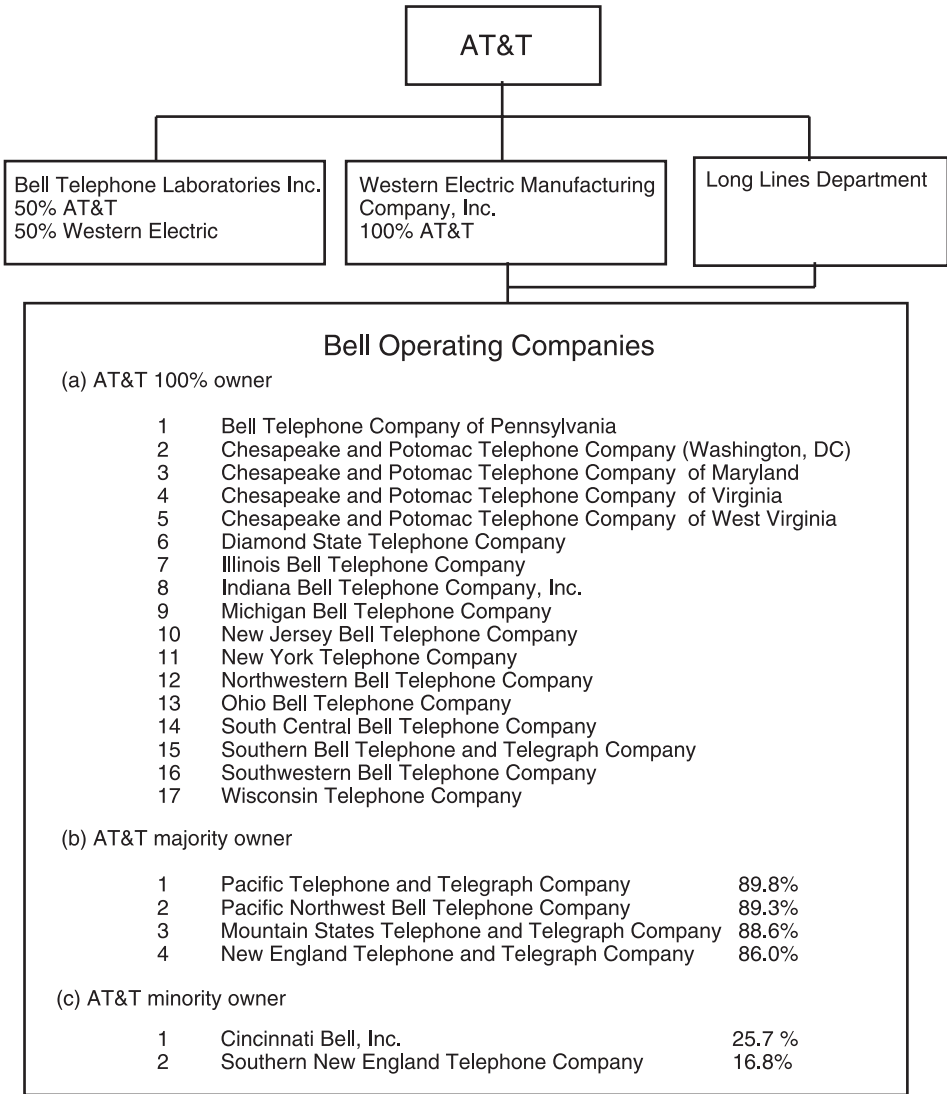 AT&T
Bell Telephone Laboratories Inc.
50% AT&T
50% Western Electric
Western Electric Manufacturing
Company, Inc.
100% AT&T
Long Lines Department
Bell Operating Companies
(a) AT&T 100% owner
1 Bell Telephone Company of Pennsylvania
2 Chesapeake and Potomac Telephone Company (Washington, DC)
3 Chesapeake and Potomac Telephone Company of Maryland
4 Chesapeake and Potomac Telephone Company of Virginia
5 Chesapeake and Potomac Telephone Company of West Virginia
6 Diamond State Telephone Company
7 Illinois Bell Telephone Company
8 Indiana Bell Telephone Company, Inc.
9 Michigan Bell Telephone Company
10 New Jersey Bell Telephone Company
11 New York Telephone Company
12 Northwestern Bell Telephone Company
13 Ohio Bell Telephone Company
14 South Central Bell Telephone Company
15 Southern Bell Telephone and Telegraph Company
16 Southwestern Bell Telephone Company
17 Wisconsin Telephone Company
(b) AT&T majority owner
1 Pacific Telephone and Telegraph Company 89.8%
2 Pacific Northwest Bell Telephone Company 89.3%
3 Mountain States Telephone and Telegraph Company 88.6%
4 New England Telephone and Telegraph Company 86.0%
(c) AT&T minority owner
1 Cincinnati Bell, Inc. 25.7 %
2 Southern New England Telephone Company 16.8%